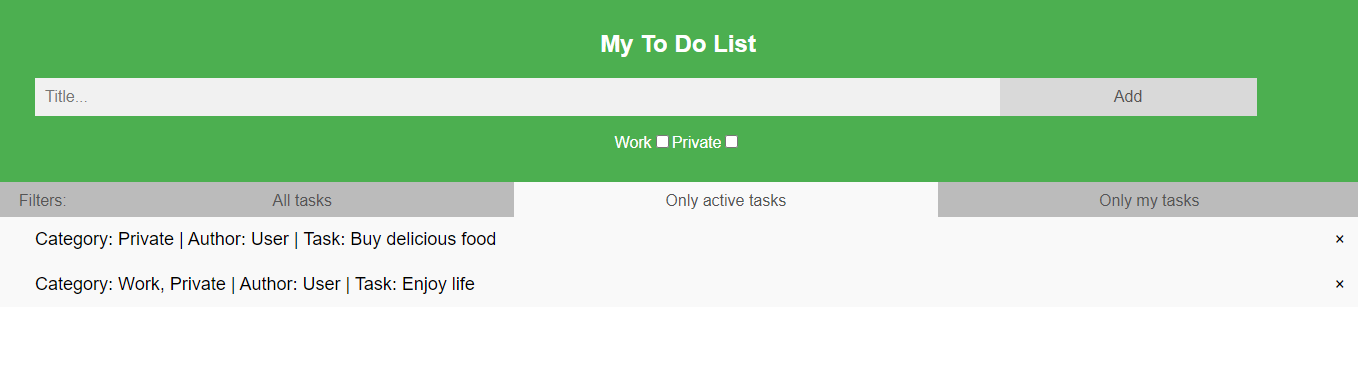 My To Do List
Title... Add
Work Private
Filters: All tasks Only active tasks Only my tasks
Category: Private | Author: User | Task: Buy delicious food ×
Category: Work, Private | Author: User | Task: Enjoy life ×